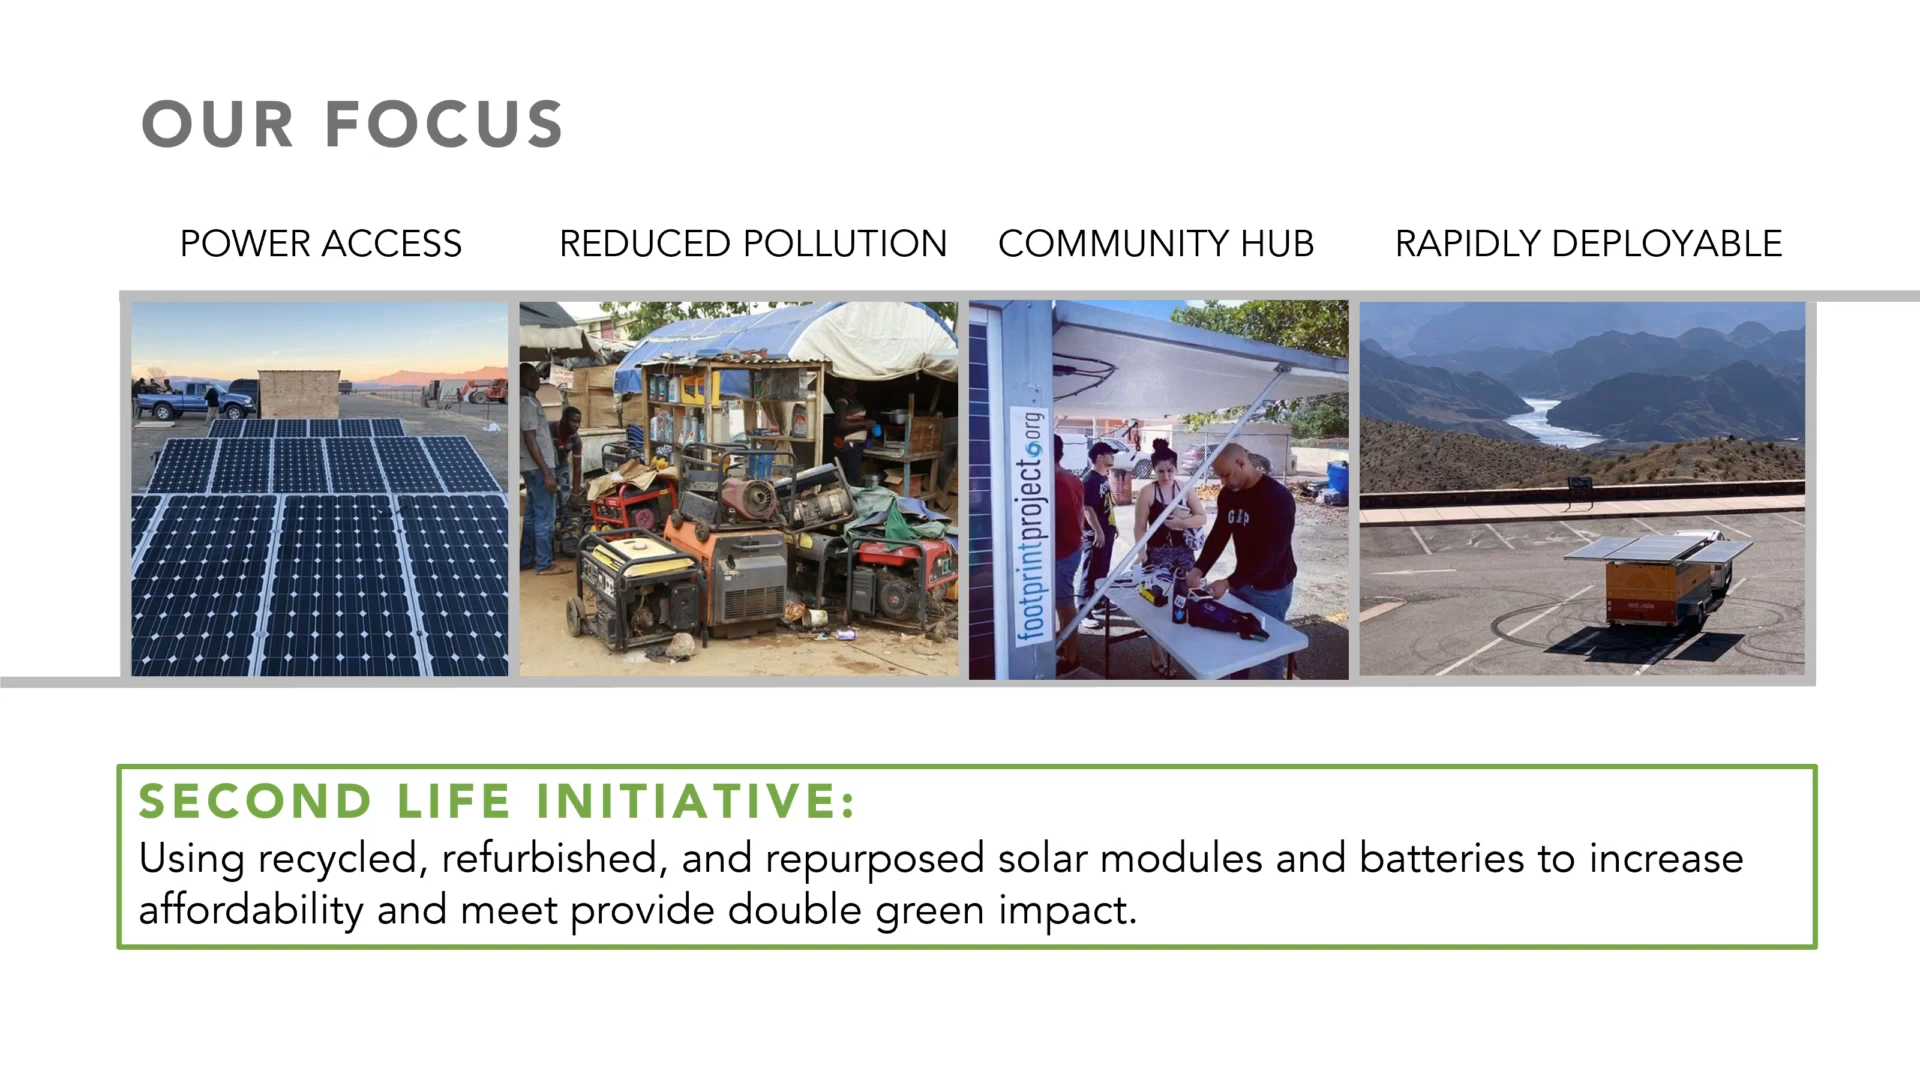 OUR FOCUS
POWER ACCESS
REDUCED POLLUTION
COMMUNITY HUB
RAPIDLY DEPLOYABLE
footprintproject.org
GAP
SECOND LIFE INITIATIVE:
Using recycled, refurbished, and repurposed solar modules and batteries to increase
affordability and meet provide double green impact.